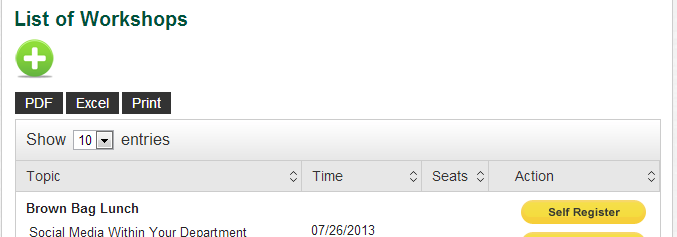 List of Workshops
PDF Excel Print
Show 10 entries
Topic Time Seats Action
Brown Bag Lunch Self Register
Social Media Within Your Department 07/26/2013